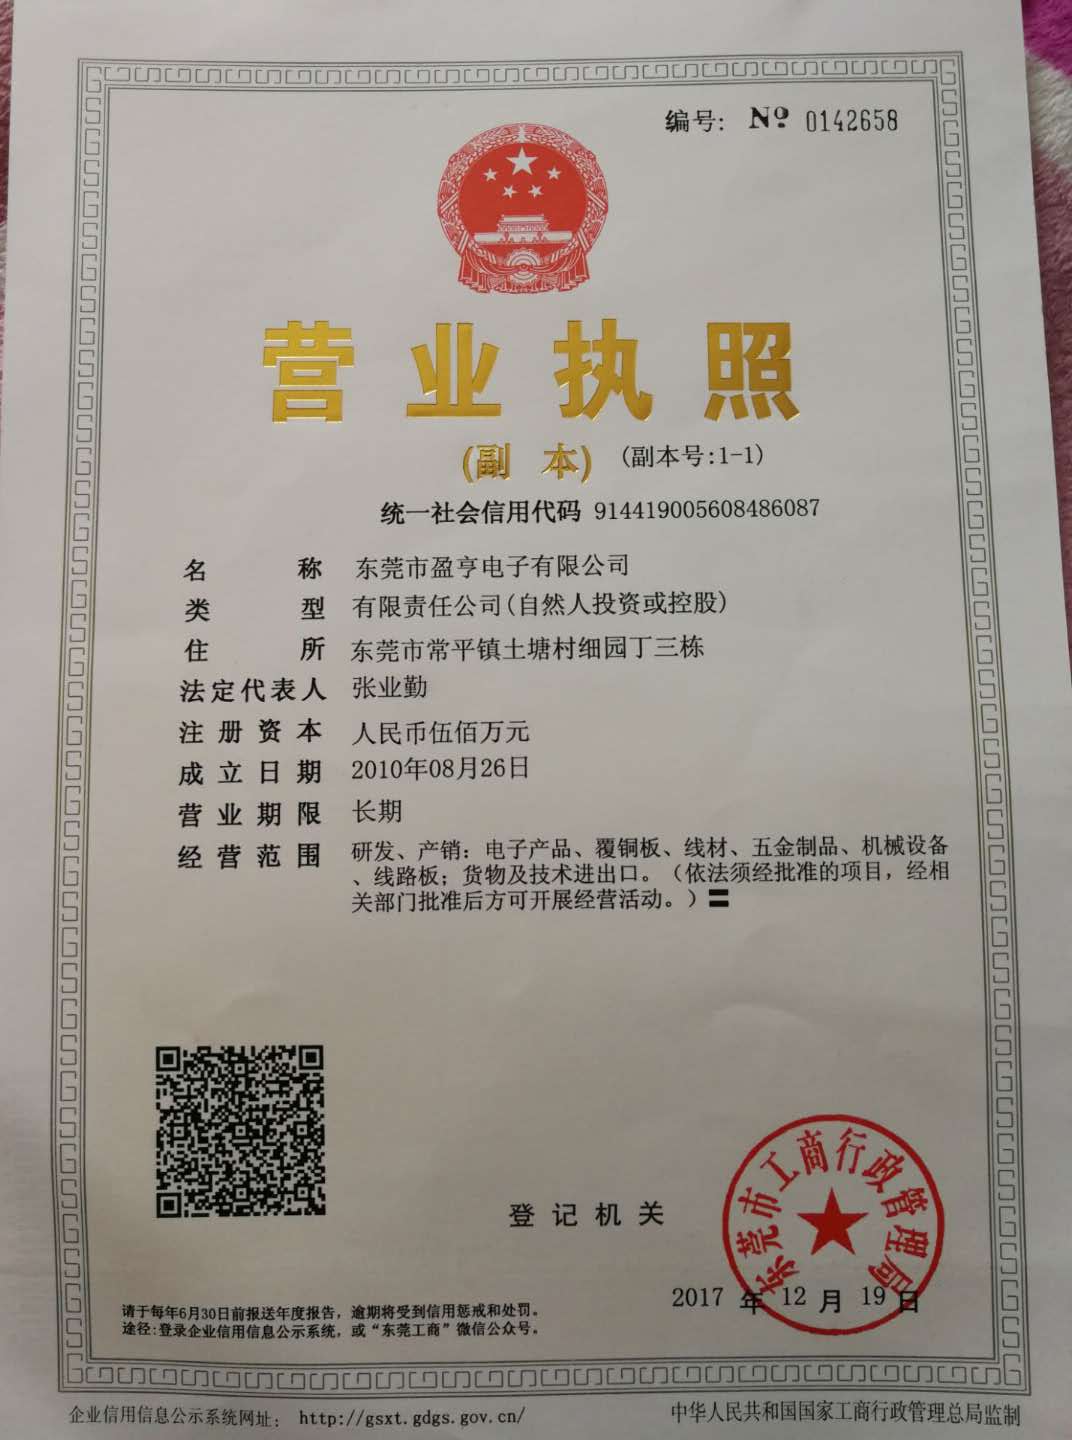 编号: Nº 0142658
营业执照
(副 本) (副本号:1-1)
统一社会信用代码 914419005608486087
名称 东莞市盈亨电子有限公司
类型 有限责任公司(自然人投资或控股)
住所 东莞市常平镇土塘村细园丁三栋
法定代表人 张业勤
注册资本 人民币伍佰万元
成立日期 2010年08月26日
营业期限 长期
经营范围 研发、产销：电子产品、覆铜板、线材、五金制品、机械设备
、线路板；货物及技术进出口。（依法须经批准的项目，经相
关部门批准后方可开展经营活动。）〓
登记机关
东莞市工商行政管理局
2017 年 12 月 19 日
请于每年6月30日前报送年度报告，逾期将受到信用惩戒和处罚。
途径:登录企业信用信息公示系统，或“东莞工商”微信公众号。
企业信用信息公示系统网址： http://gsxt.gdgs.gov.cn/
中华人民共和国国家工商行政管理总局监制